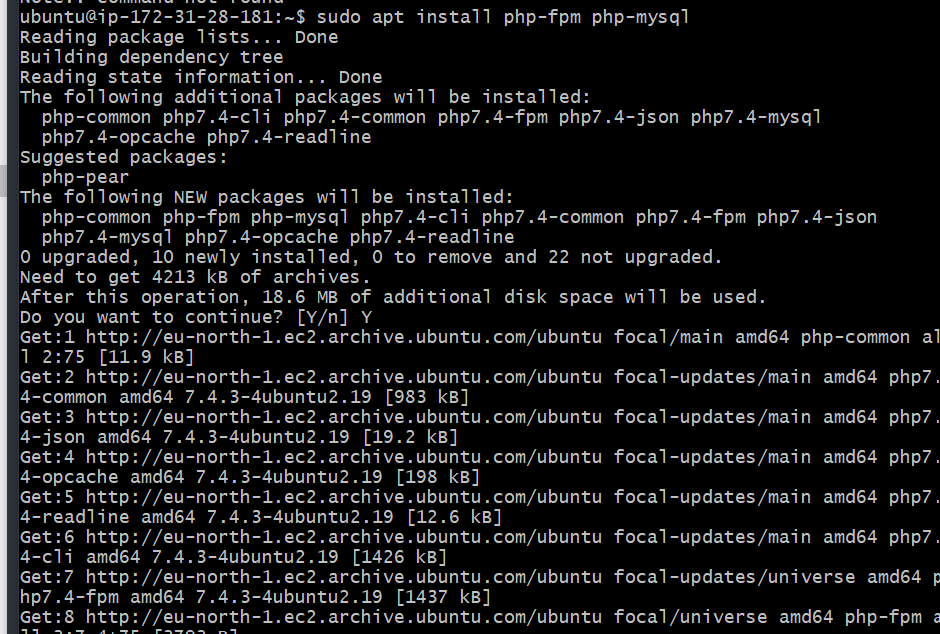 ubuntu@ip-172-31-28-181:~$ sudo apt install php-fpm php-mysql
Reading package lists... Done
Building dependency tree
Reading state information... Done
The following additional packages will be installed:
  php-common php7.4-cli php7.4-common php7.4-fpm php7.4-json php7.4-mysql
  php7.4-opcache php7.4-readline
Suggested packages:
  php-pear
The following NEW packages will be installed:
  php-common php-fpm php-mysql php7.4-cli php7.4-common php7.4-fpm php7.4-json
  php7.4-mysql php7.4-opcache php7.4-readline
0 upgraded, 10 newly installed, 0 to remove and 22 not upgraded.
Need to get 4213 kB of archives.
After this operation, 18.6 MB of additional disk space will be used.
Do you want to continue? [Y/n] Y
Get:1 http://eu-north-1.ec2.archive.ubuntu.com/ubuntu focal/main amd64 php-common al
l 2:75 [11.9 kB]
Get:2 http://eu-north-1.ec2.archive.ubuntu.com/ubuntu focal-updates/main amd64 php7.
4-common amd64 7.4.3-4ubuntu2.19 [983 kB]
Get:3 http://eu-north-1.ec2.archive.ubuntu.com/ubuntu focal-updates/main amd64 php7.
4-json amd64 7.4.3-4ubuntu2.19 [19.2 kB]
Get:4 http://eu-north-1.ec2.archive.ubuntu.com/ubuntu focal-updates/main amd64 php7.
4-opcache amd64 7.4.3-4ubuntu2.19 [198 kB]
Get:5 http://eu-north-1.ec2.archive.ubuntu.com/ubuntu focal-updates/main amd64 php7.
4-readline amd64 7.4.3-4ubuntu2.19 [12.6 kB]
Get:6 http://eu-north-1.ec2.archive.ubuntu.com/ubuntu focal-updates/main amd64 php7.
4-cli amd64 7.4.3-4ubuntu2.19 [1426 kB]
Get:7 http://eu-north-1.ec2.archive.ubuntu.com/ubuntu focal-updates/universe amd64 p
hp7.4-fpm amd64 7.4.3-4ubuntu2.19 [1437 kB]
Get:8 http://eu-north-1.ec2.archive.ubuntu.com/ubuntu focal/universe amd64 php-fpm a